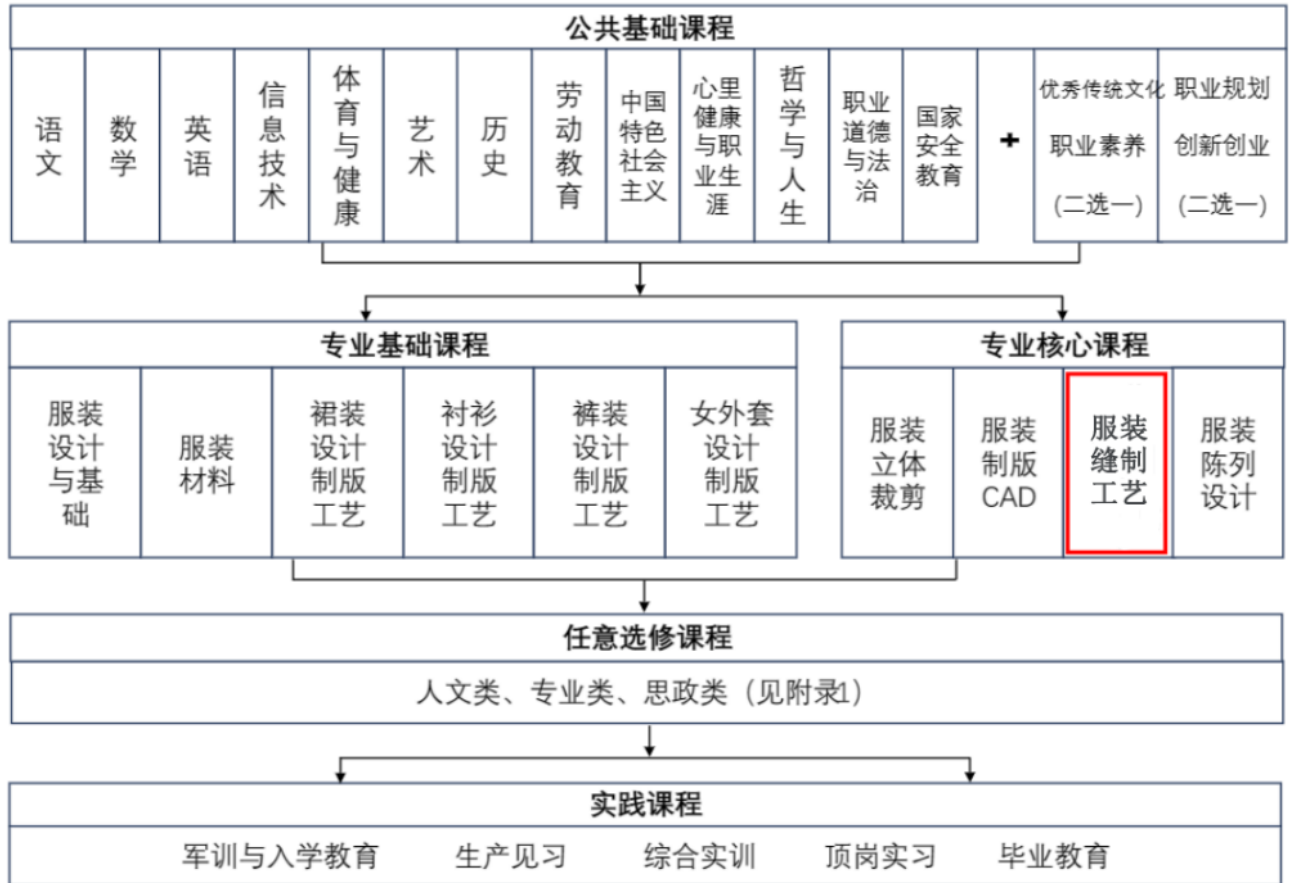 公共基础课程
语文
数学
英语
信息技术
体育与健康
艺术
历史
劳动教育
中国
特色
社会
主义
心里
健康
与职
业生
涯
哲学与人生
职业
道德
与法
治
国家
安全
教育
+
优秀传统文化
职业素养
(二选一)
职业规划
创新创业
(二选一)
专业基础课程
服装
设计
与基
础
服装
材料
裙装
设计
制版
工艺
衬衫
设计
制版
工艺
裤装
设计
制版
工艺
女外套
设计
制版
工艺
专业核心课程
服装
立体
裁剪
服装
制版
CAD
服装
缝制
工艺
服装
陈列
设计
任意选修课程
人文类、专业类、思政类（见附录1）
实践课程
军训与入学教育 生产见习 综合实训 顶岗实习 毕业教育